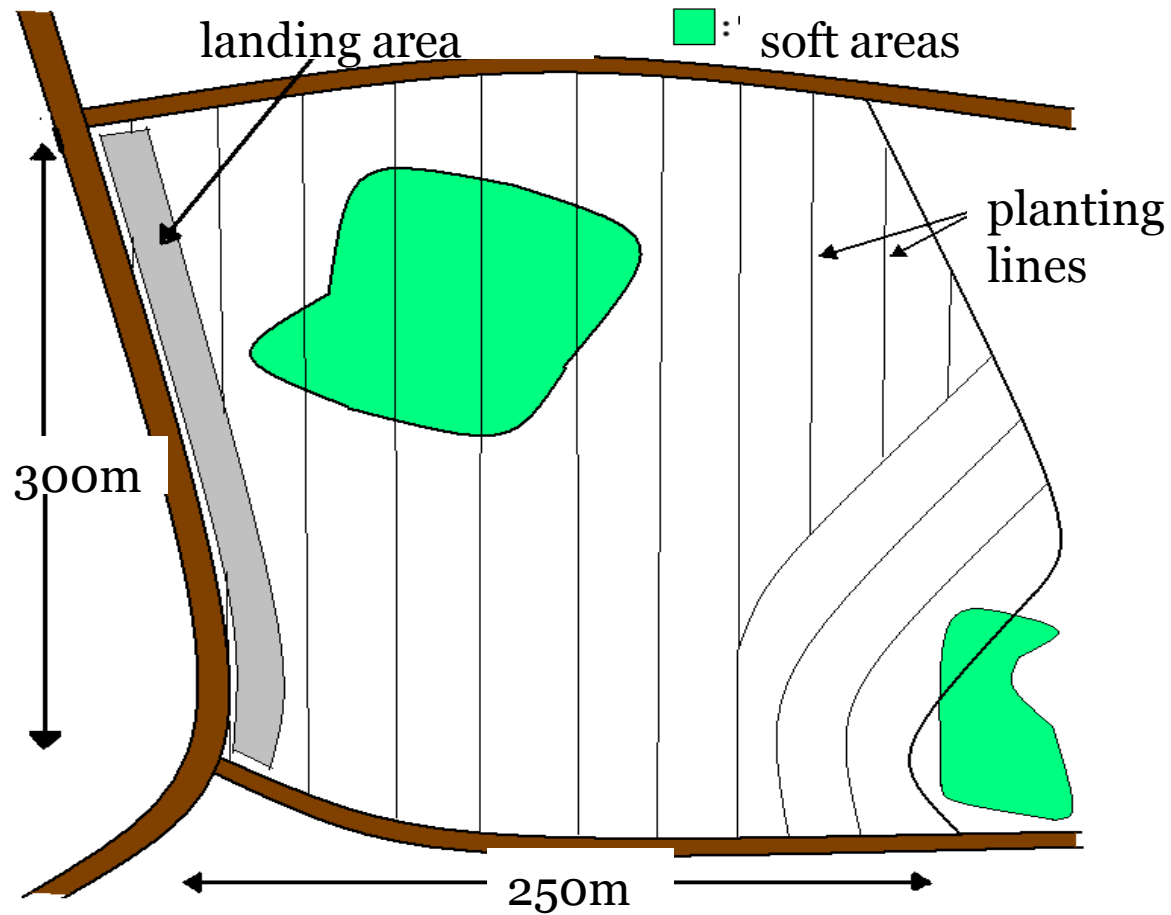 landing area
: soft areas
planting
lines
300m
250m